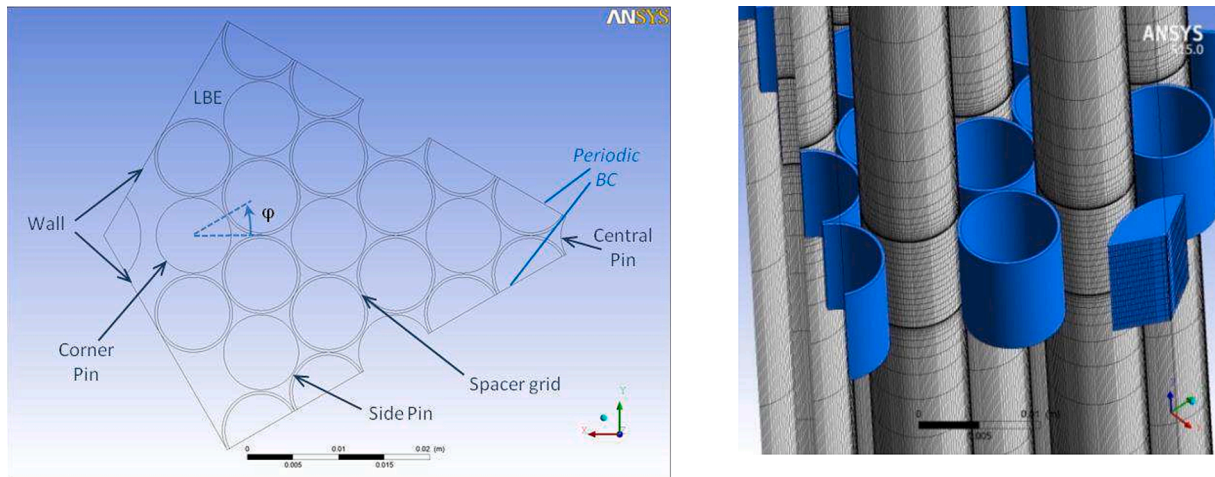 ANSYS
LBE
Periodic
BC
φ
Wall
Central
Pin
Corner
Pin
Spacer grid
Side Pin
0
0.01
0.02 (m)
0.005
0.015
Y
X
Z
ANSYS
0
0.01 (m)
0.005